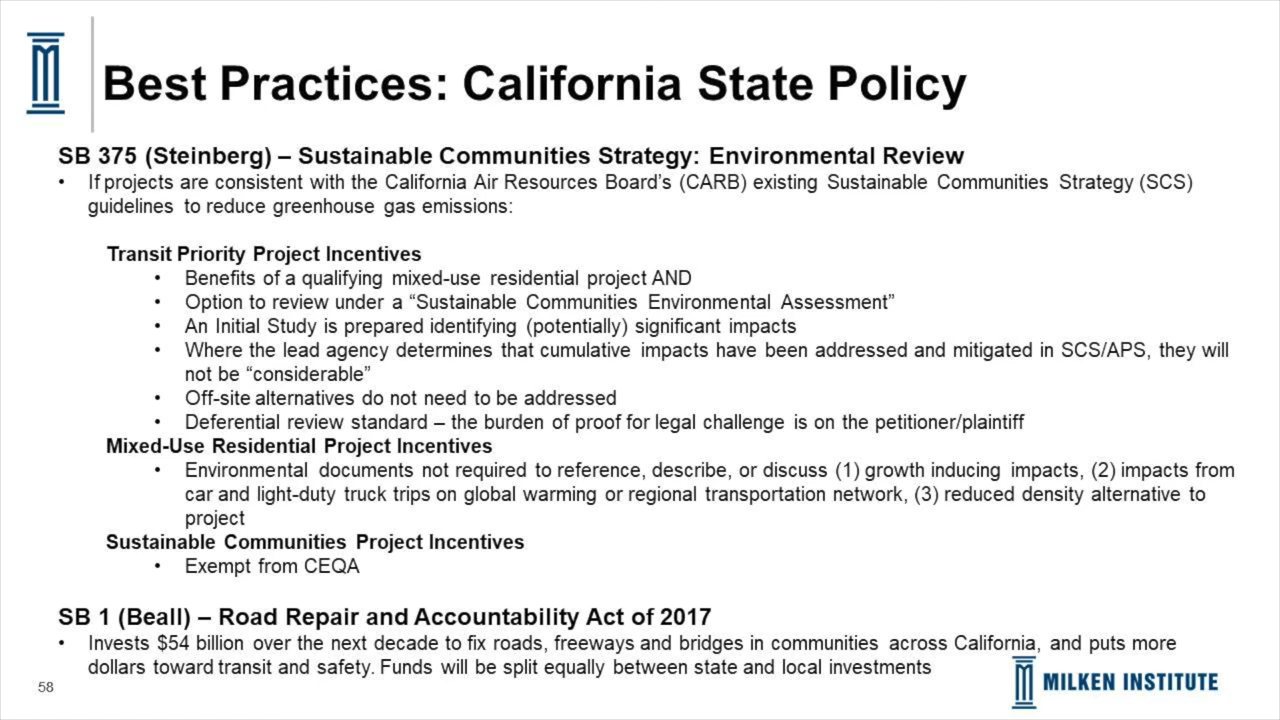 Best Practices: California State Policy
SB 375 (Steinberg) – Sustainable Communities Strategy: Environmental Review
• If projects are consistent with the California Air Resources Board’s (CARB) existing Sustainable Communities Strategy (SCS)
guidelines to reduce greenhouse gas emissions:
Transit Priority Project Incentives
• Benefits of a qualifying mixed-use residential project AND
• Option to review under a “Sustainable Communities Environmental Assessment”
• An Initial Study is prepared identifying (potentially) significant impacts
• Where the lead agency determines that cumulative impacts have been addressed and mitigated in SCS/APS, they will
not be “considerable”
• Off-site alternatives do not need to be addressed
• Deferential review standard – the burden of proof for legal challenge is on the petitioner/plaintiff
Mixed-Use Residential Project Incentives
• Environmental documents not required to reference, describe, or discuss (1) growth inducing impacts, (2) impacts from
car and light-duty truck trips on global warming or regional transportation network, (3) reduced density alternative to
project
Sustainable Communities Project Incentives
• Exempt from CEQA
SB 1 (Beall) – Road Repair and Accountability Act of 2017
• Invests $54 billion over the next decade to fix roads, freeways and bridges in communities across California, and puts more
dollars toward transit and safety. Funds will be split equally between state and local investments
58
MILKEN INSTITUTE